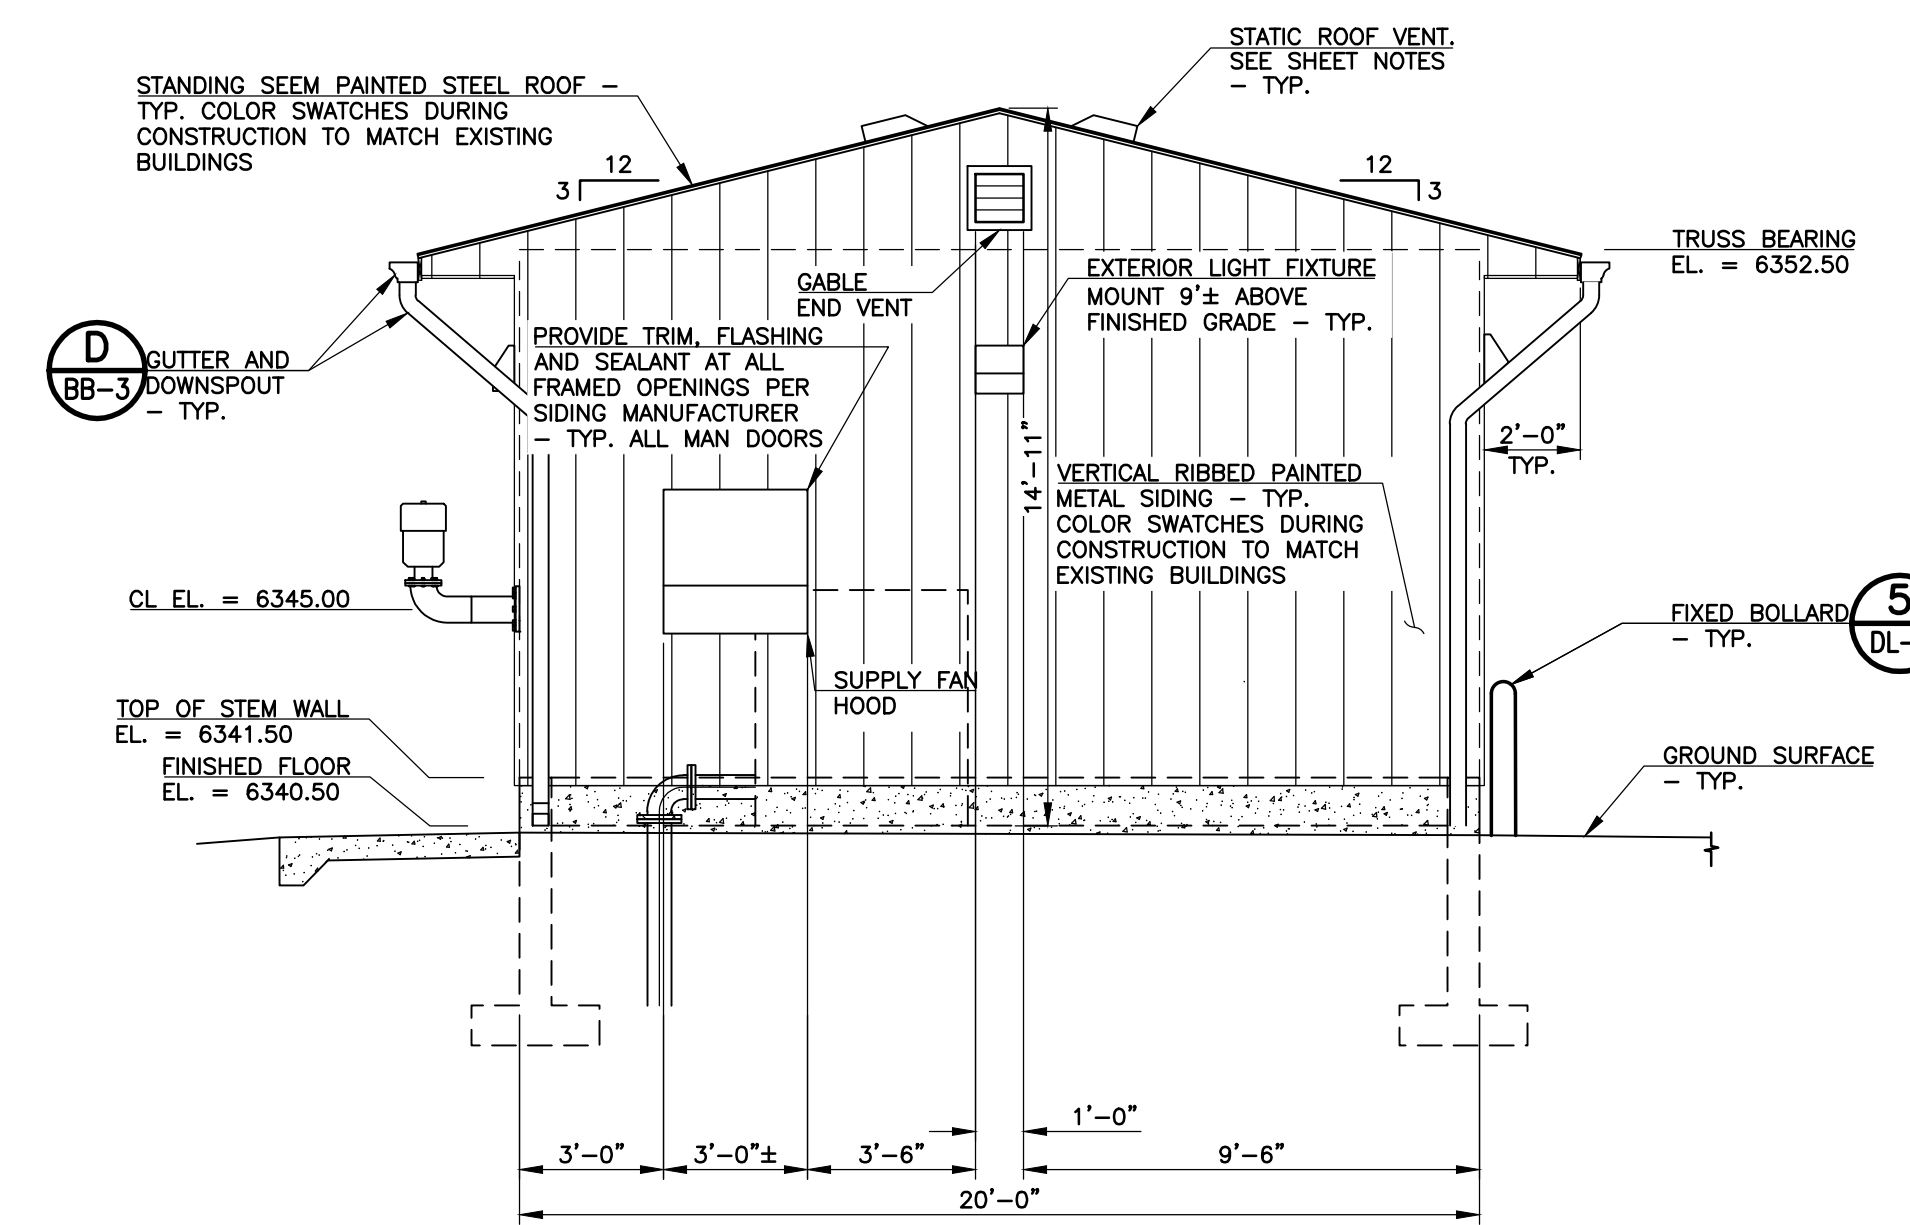 STATIC ROOF VENT.
SEE SHEET NOTES
– TYP.
STANDING SEEM PAINTED STEEL ROOF –
TYP. COLOR SWATCHES DURING
CONSTRUCTION TO MATCH EXISTING
BUILDINGS
12
3
12
3
TRUSS BEARING
EL. = 6352.50
GABLE
END VENT
EXTERIOR LIGHT FIXTURE
MOUNT 9'± ABOVE
FINISHED GRADE – TYP.
D
BB–3
GUTTER AND
DOWNSPOUT
– TYP.
PROVIDE TRIM, FLASHING
AND SEALANT AT ALL
FRAMED OPENINGS PER
SIDING MANUFACTURER
– TYP. ALL MAN DOORS
14'–11"
2'–0"
TYP.
VERTICAL RIBBED PAINTED
METAL SIDING – TYP.
COLOR SWATCHES DURING
CONSTRUCTION TO MATCH
EXISTING BUILDINGS
CL EL. = 6345.00
FIXED BOLLARD
– TYP.
5
DL–
SUPPLY FAN
HOOD
TOP OF STEM WALL
EL. = 6341.50
FINISHED FLOOR
EL. = 6340.50
GROUND SURFACE
– TYP.
1'–0"
3'–0"
3'–0"±
3'–6"
9'–6"
20'–0"